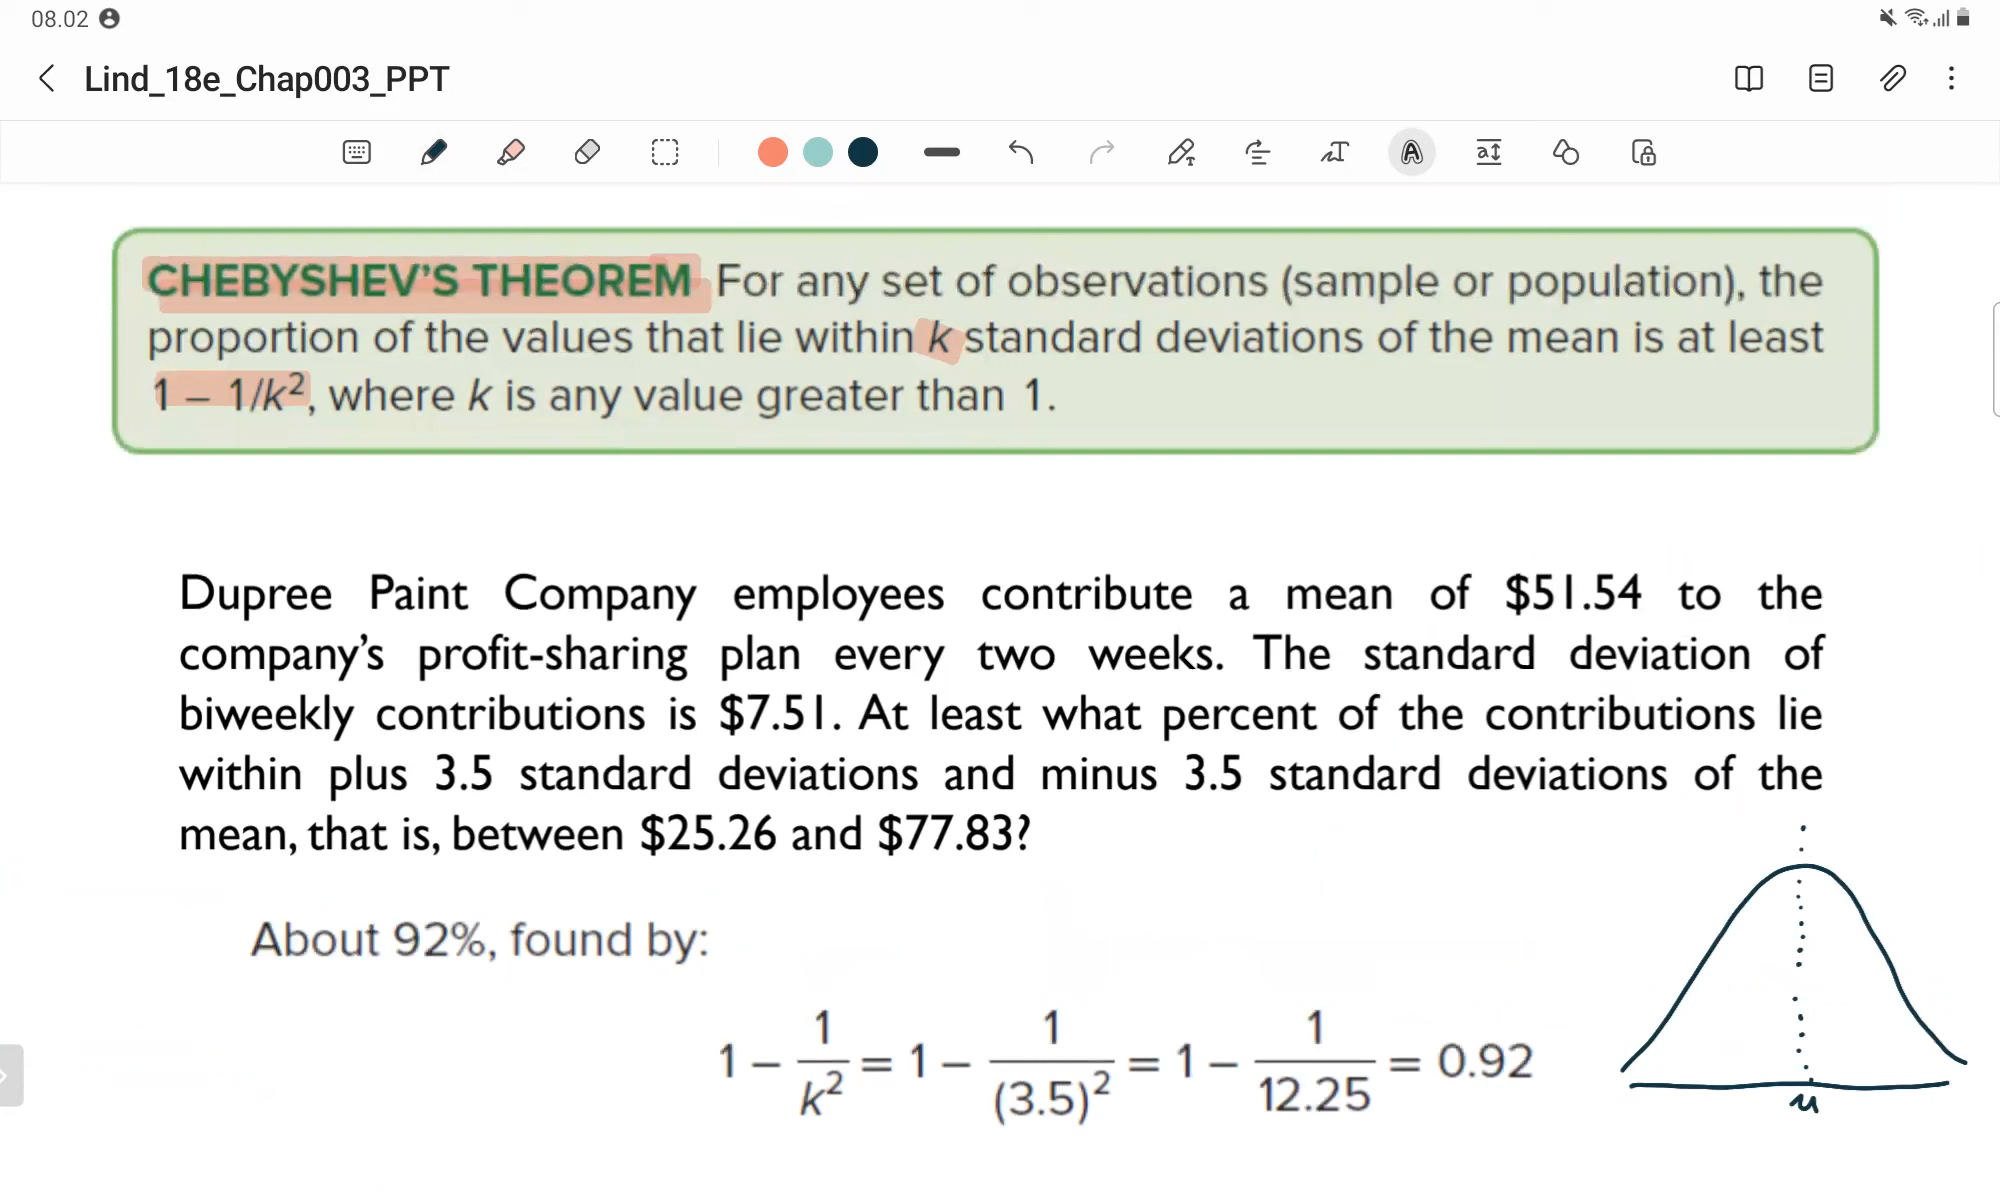 08.02
Lind_18e_Chap003_PPT
CHEBYSHEV'S THEOREM For any set of observations (sample or population), the
proportion of the values that lie within k standard deviations of the mean is at least
1 – 1/k², where k is any value greater than 1.
Dupree Paint Company employees contribute a mean of $51.54 to the
company's profit-sharing plan every two weeks. The standard deviation of
biweekly contributions is $7.51. At least what percent of the contributions lie
within plus 3.5 standard deviations and minus 3.5 standard deviations of the
mean, that is, between $25.26 and $77.83?
About 92%, found by:
1 – 1/k² = 1 – 1/(3.5)² = 1 – 1/12.25 = 0.92
μ